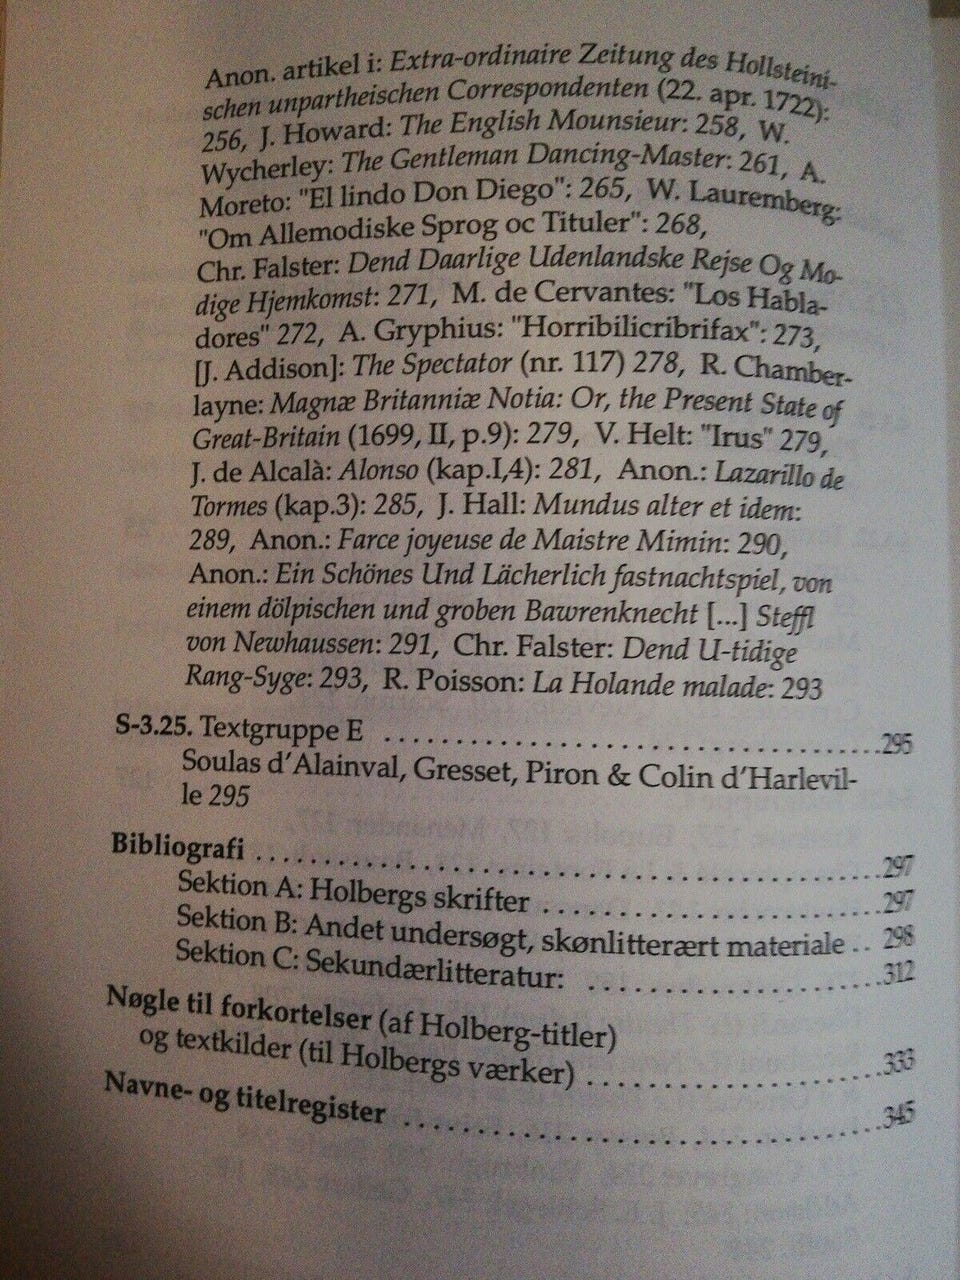 Anon. artikel i: Extra-ordinaire Zeitung des Hollsteini-
schen unpartheischen Correspondenten (22. apr. 1722):
256, J. Howard: The English Mounsieur: 258, W.
Wycherley: The Gentleman Dancing-Master: 261, A.
Moreto: "El lindo Don Diego": 265, W. Lauremberg:
"Om Allemodiske Sprog oc Tituler": 268,
Chr. Falster: Dend Daarlige Udenlandske Rejse Og Mo-
dige Hjemkomst: 271, M. de Cervantes: "Los Habla-
dores" 272, A. Gryphius: "Horribilicribrifax": 273,
[J. Addison]: The Spectator (nr. 117) 278, R. Chamber-
layne: Magnæ Britanniæ Notia: Or, the Present State of
Great-Britain (1699, II, p.9): 279, V. Helt: "Irus" 279,
J. de Alcalà: Alonso (kap.I,4): 281, Anon.: Lazarillo de
Tormes (kap.3): 285, J. Hall: Mundus alter et idem:
289, Anon.: Farce joyeuse de Maistre Mimin: 290,
Anon.: Ein Schönes Und Lächerlich fastnachtspiel, von
einem dölpischen und groben Bawrenknecht [...] Steffl
von Newhaussen: 291, Chr. Falster: Dend U-tidige
Rang-Syge: 293, R. Poisson: La Holande malade: 293
S-3.25. Textgruppe E ........................................295
Soulas d'Alainval, Gresset, Piron & Colin d'Harlevil-
le 295
Bibliografi .................................................297
Sektion A: Holbergs skrifter ...........................297
Sektion B: Andet undersøgt, skønlitterært materiale .. 298
Sektion C: Sekundærlitteratur: ......................312
Nøgle til forkortelser (af Holberg-titler)
og textkilder (til Holbergs værker) ....................333
Navne- og titelregister ....................................345